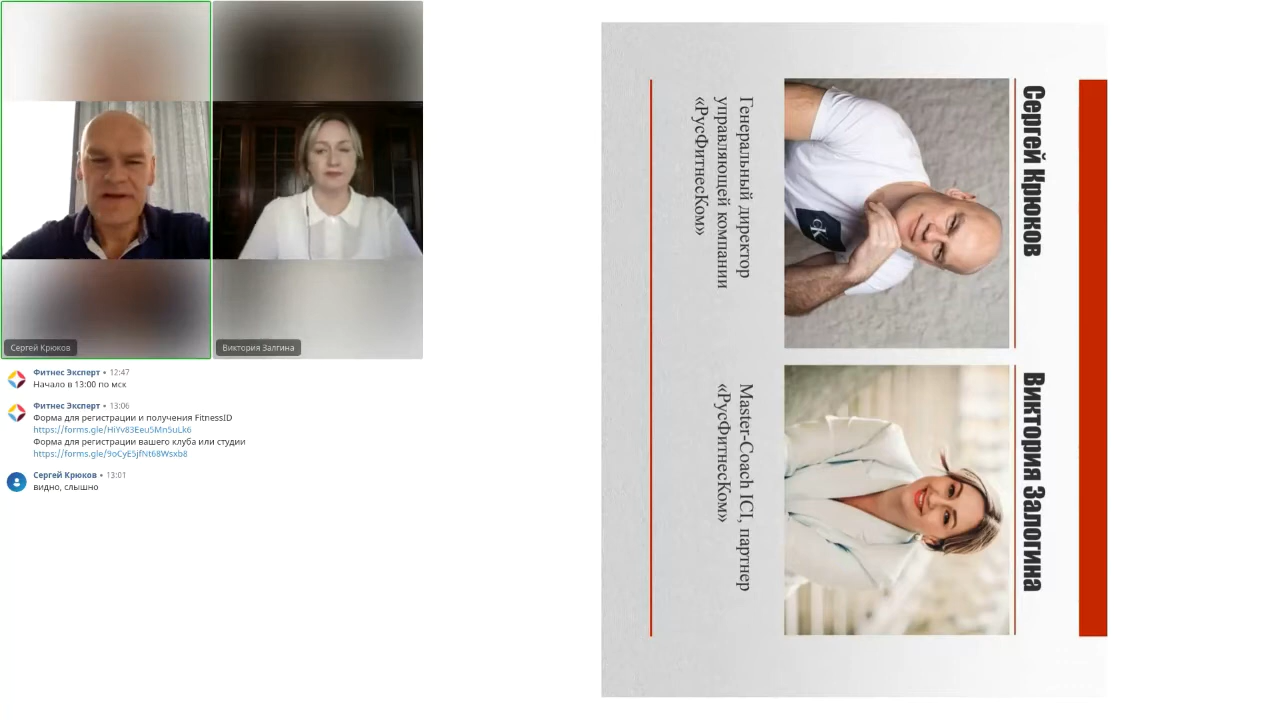 Сергей Крюков
Виктория Залгина
Фитнес Эксперт • 12:47
Начало в 13:00 по мск
Фитнес Эксперт • 13:06
Форма для регистрации и получения FitnessID
https://forms.gle/HiYv83Eeu5Mn5uLk6
Форма для регистрации вашего клуба или студии
https://forms.gle/9oCyE5jfNt68Wsxb8
Сергей Крюков • 13:01
видно, слышно
Сергей Крюков
Генеральный директор
управляющей компании
«РусФитнесКом»
Виктория Залогина
Master-Coach ICI, партнер
«РусФитнесКом»
CK